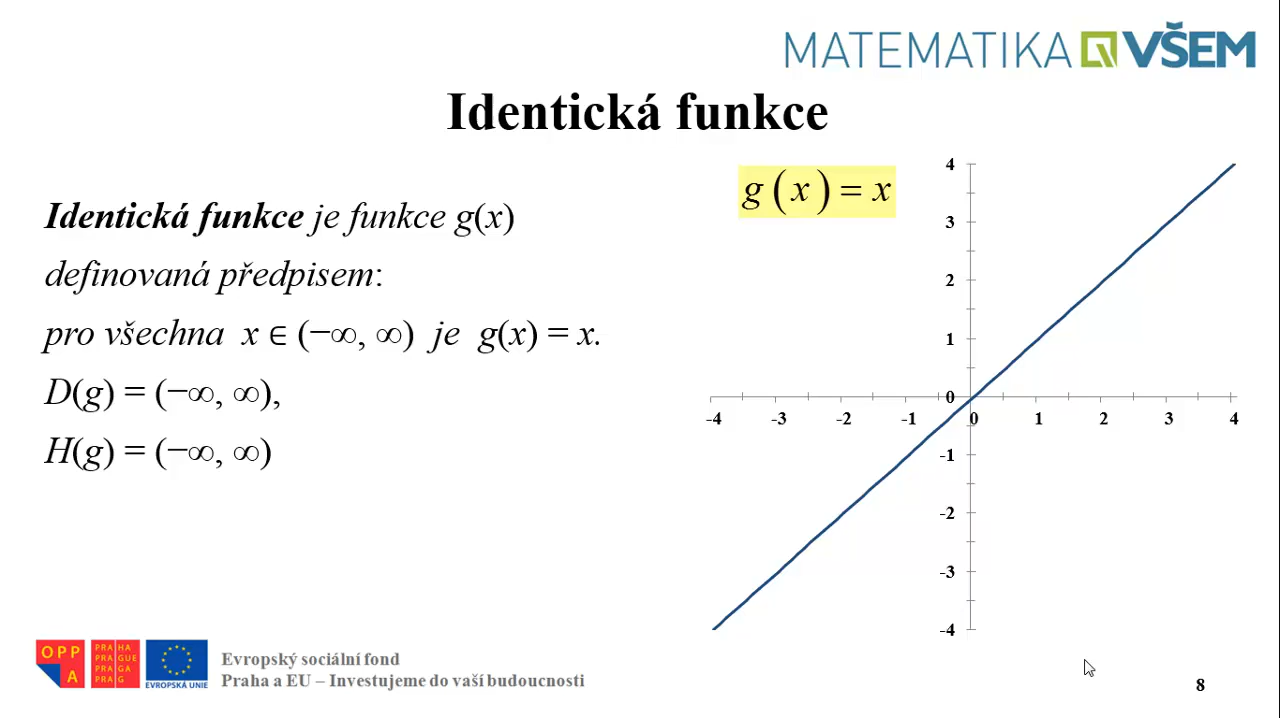 MATEMATIKA VŠEM
Identická funkce
Identická funkce je funkce g(x)
definovaná předpisem:
pro všechna x ∈ (−∞, ∞) je g(x) = x.
D(g) = (−∞, ∞),
H(g) = (−∞, ∞)
g(x) = x
4
3
2
1
0
-4 -3 -2 -1 0 1 2 3 4
-1
-2
-3
-4
OPP
A
PRA HA
PRA GUE
PRA GA
PRA G
EVROPSKÁ UNIE
Evropský sociální fond
Praha a EU – Investujeme do vaší budoucnosti
8